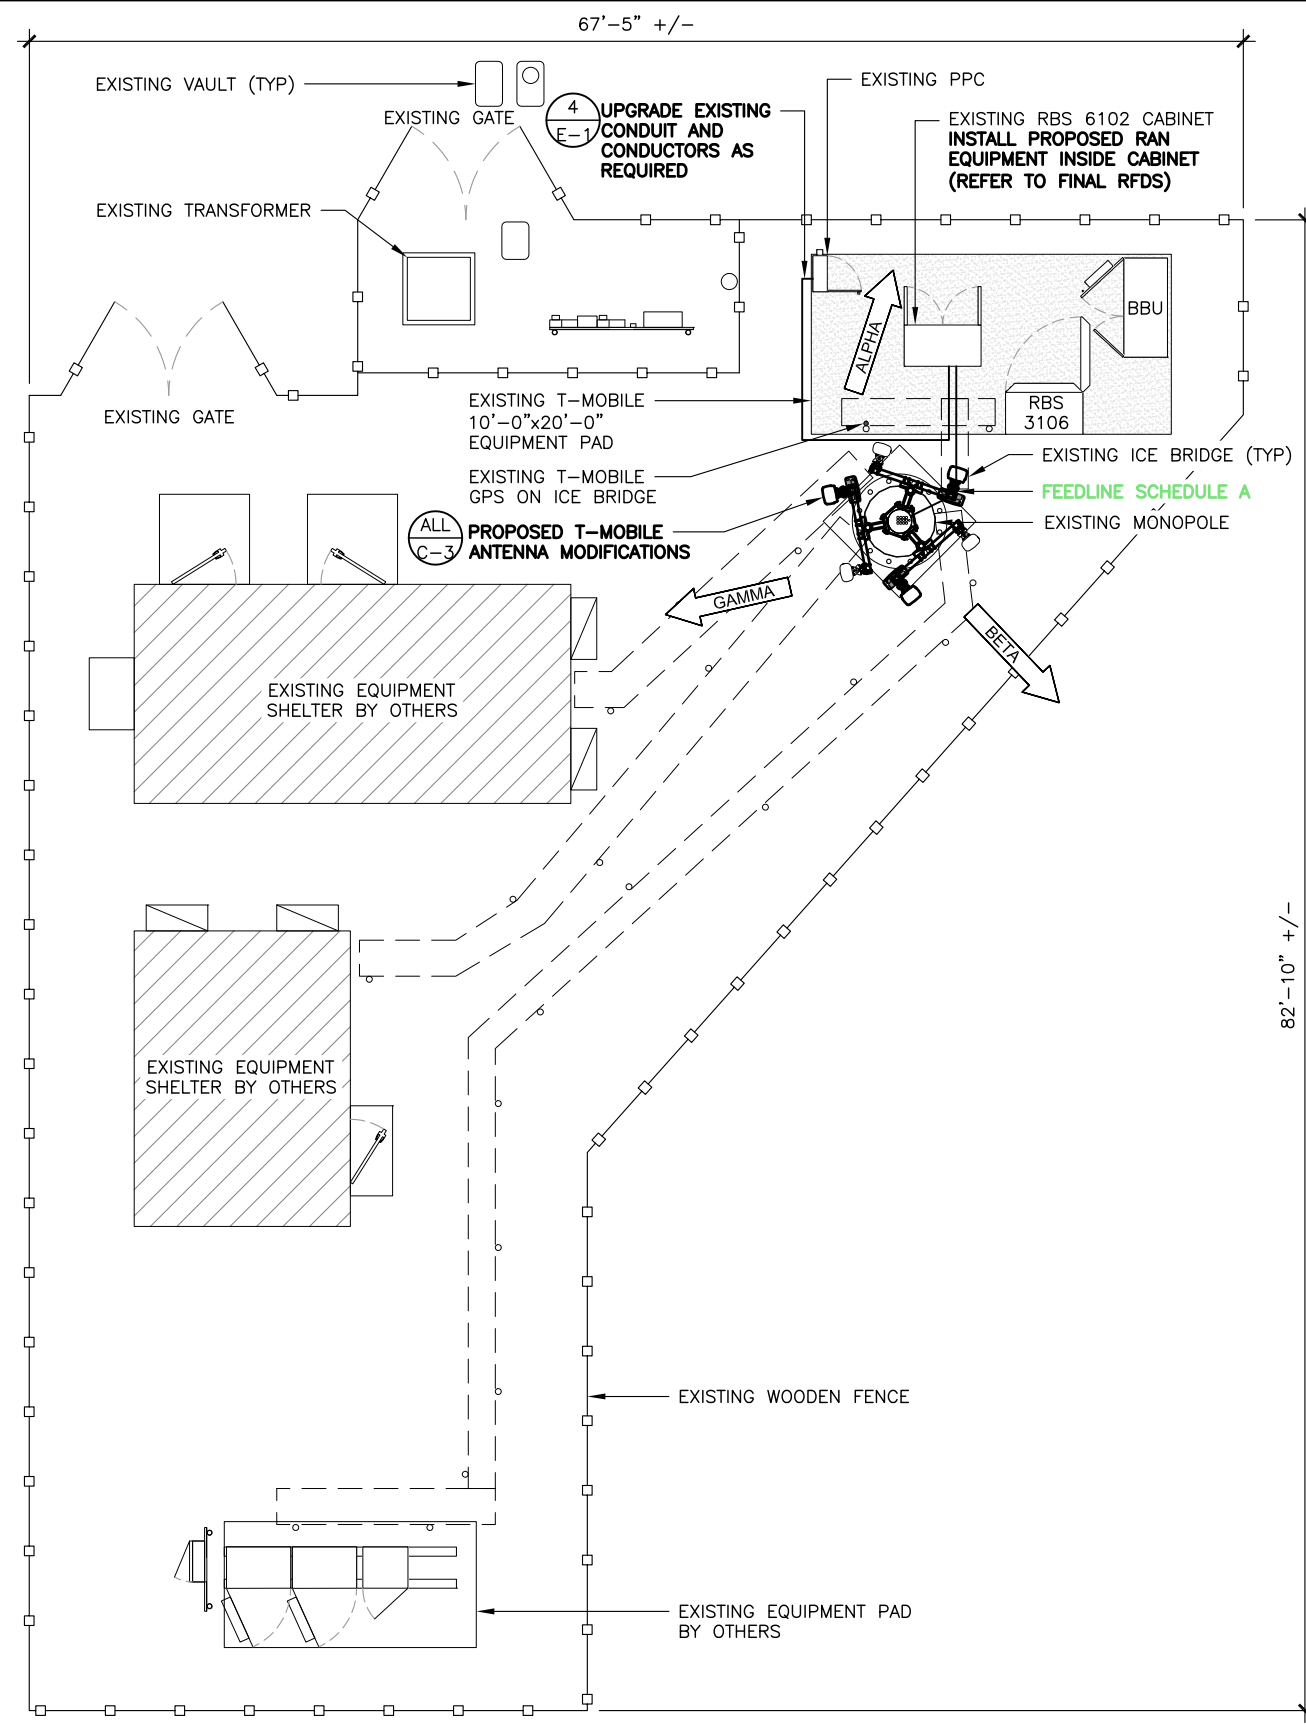 67'-5" +/-
EXISTING VAULT (TYP)
EXISTING GATE
4
E-1
UPGRADE EXISTING
CONDUIT AND
CONDUCTORS AS
REQUIRED
EXISTING PPC
EXISTING RBS 6102 CABINET
INSTALL PROPOSED RAN
EQUIPMENT INSIDE CABINET
(REFER TO FINAL RFDS)
EXISTING TRANSFORMER
ALPHA
BBU
EXISTING GATE
EXISTING T-MOBILE
10'-0"x20'-0"
EQUIPMENT PAD
RBS
3106
EXISTING T-MOBILE
GPS ON ICE BRIDGE
EXISTING ICE BRIDGE (TYP)
FEEDLINE SCHEDULE A
EXISTING MONOPOLE
ALL
C-3
PROPOSED T-MOBILE
ANTENNA MODIFICATIONS
GAMMA
BETA
EXISTING EQUIPMENT
SHELTER BY OTHERS
82'-10" +/-
EXISTING EQUIPMENT
SHELTER BY OTHERS
EXISTING WOODEN FENCE
EXISTING EQUIPMENT PAD
BY OTHERS